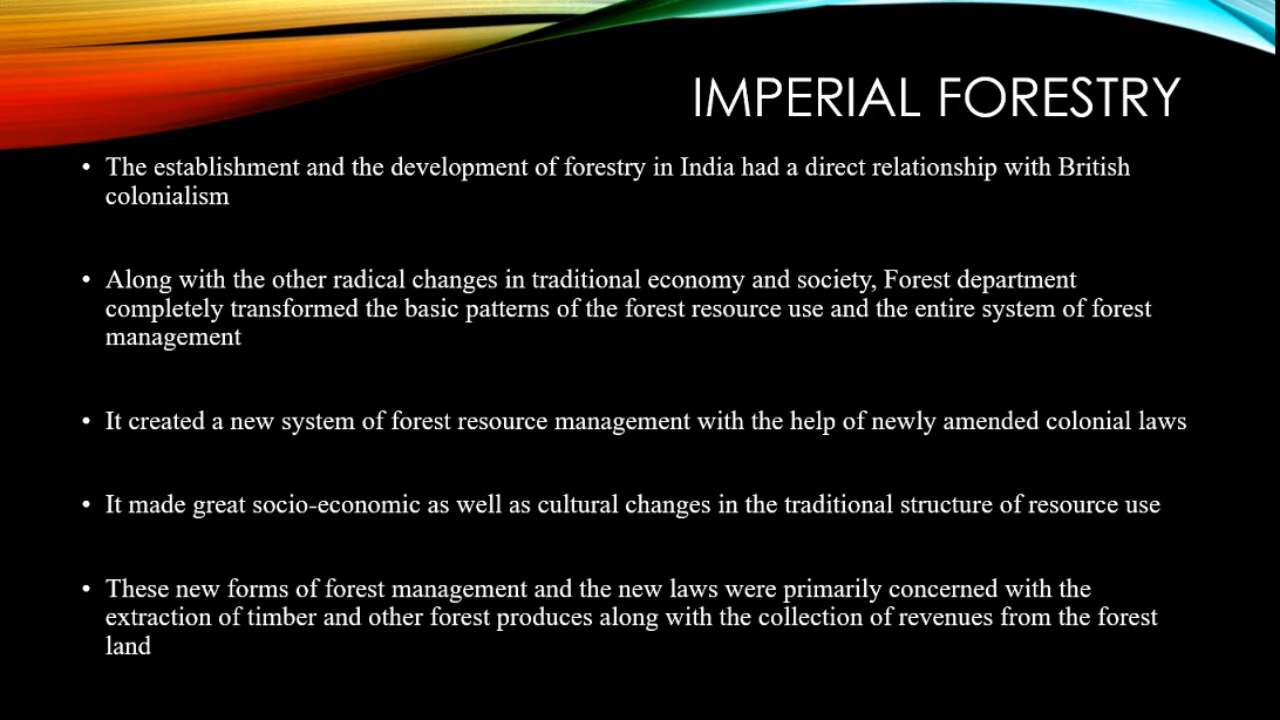 IMPERIAL FORESTRY
• The establishment and the development of forestry in India had a direct relationship with British
colonialism
• Along with the other radical changes in traditional economy and society, Forest department
completely transformed the basic patterns of the forest resource use and the entire system of forest
management
• It created a new system of forest resource management with the help of newly amended colonial laws
• It made great socio-economic as well as cultural changes in the traditional structure of resource use
• These new forms of forest management and the new laws were primarily concerned with the
extraction of timber and other forest produces along with the collection of revenues from the forest
land